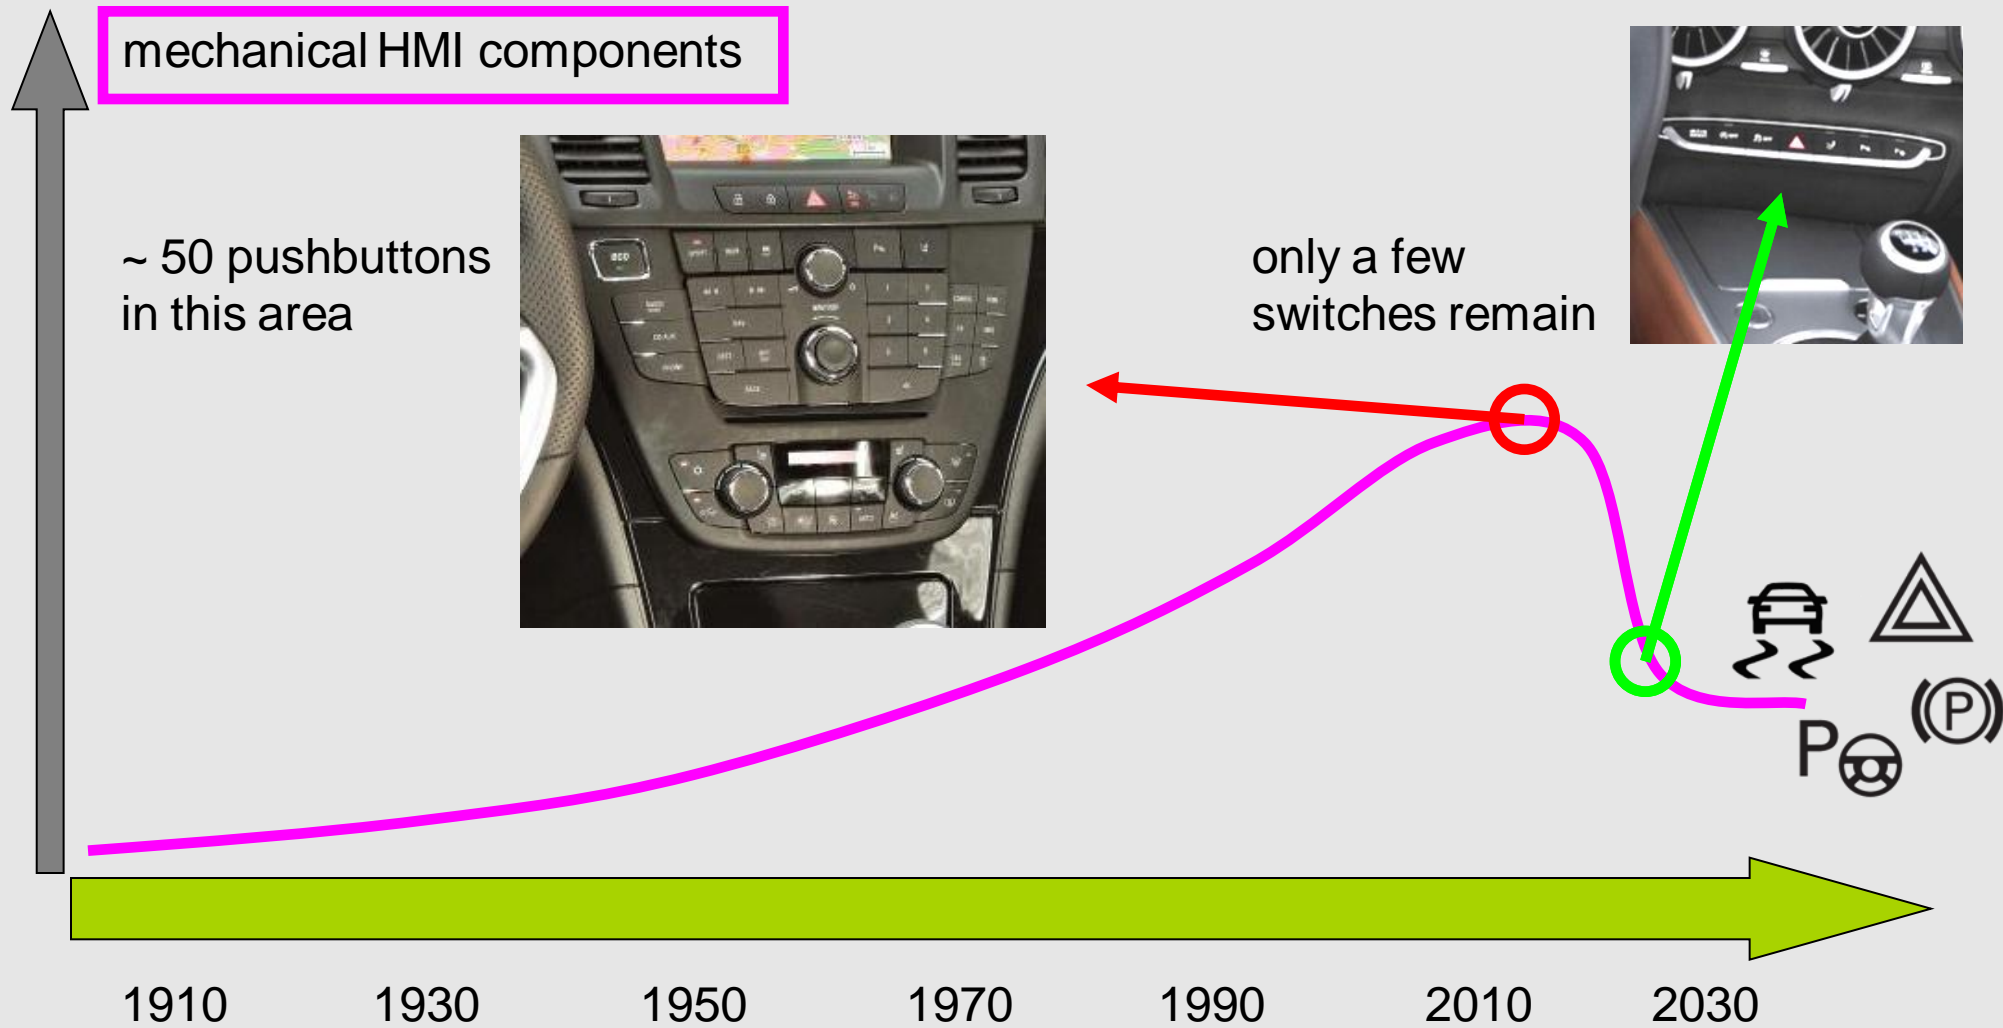 mechanical HMI components
~ 50 pushbuttons
in this area
only a few
switches remain
P
P
1910 1930 1950 1970 1990 2010 2030